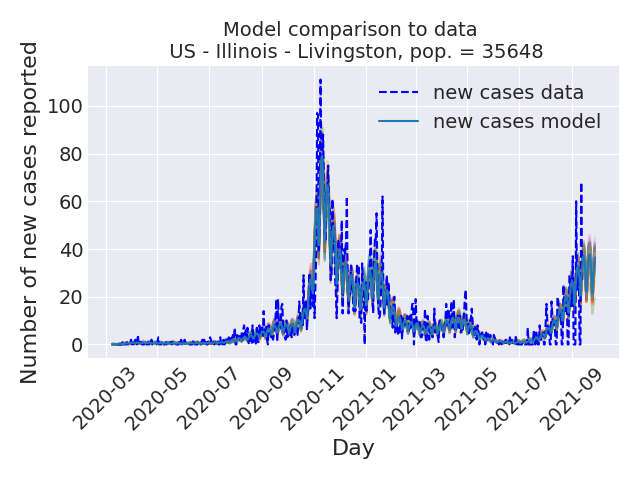 Model comparison to data
US - Illinois - Livingston, pop. = 35648
Number of new cases reported
100
80
60
40
20
0
new cases data
new cases model
2020-03
2020-05
2020-07
2020-09
2020-11
2021-01
2021-03
2021-05
2021-07
2021-09
Day